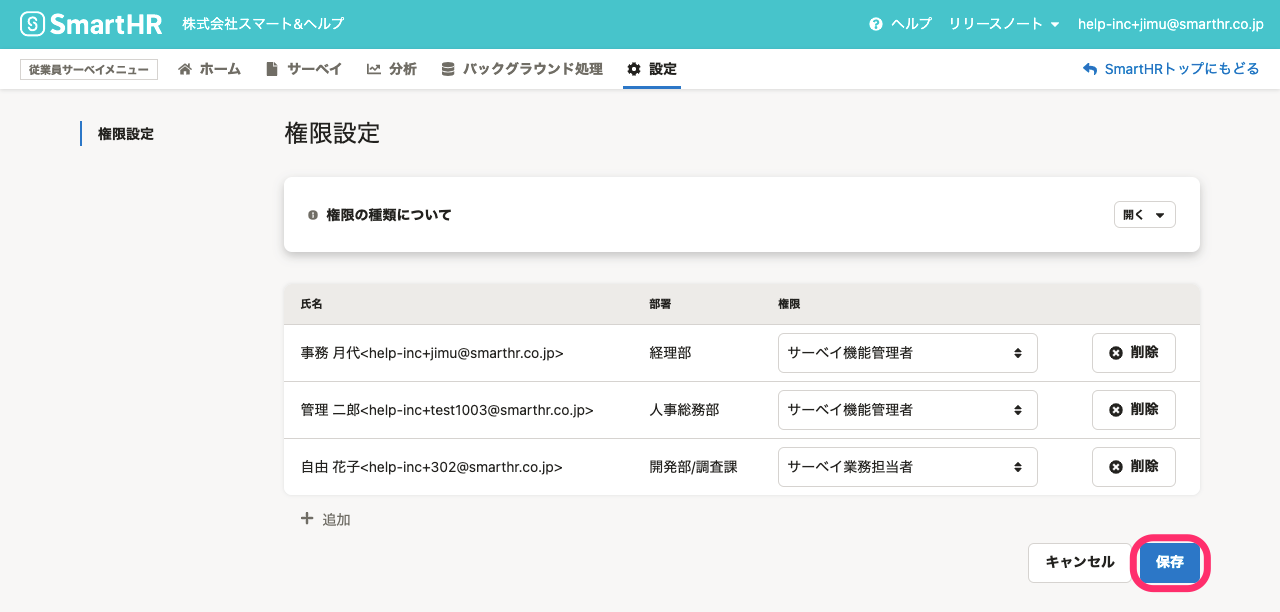 SmartHR 株式会社スマート&ヘルプ ヘルプ リリースノート help-inc+jimu@smarthr.co.jp
従業員サーベイメニュー ホーム サーベイ 分析 バックグラウンド処理 設定 SmartHRトップにもどる
権限設定
権限設定
権限の種類について 開く
氏名 部署 権限
事務 月代<help-inc+jimu@smarthr.co.jp> 経理部 サーベイ機能管理者 削除
管理 二郎<help-inc+test1003@smarthr.co.jp> 人事総務部 サーベイ機能管理者 削除
自由 花子<help-inc+302@smarthr.co.jp> 開発部/調査課 サーベイ業務担当者 削除
追加
キャンセル 保存